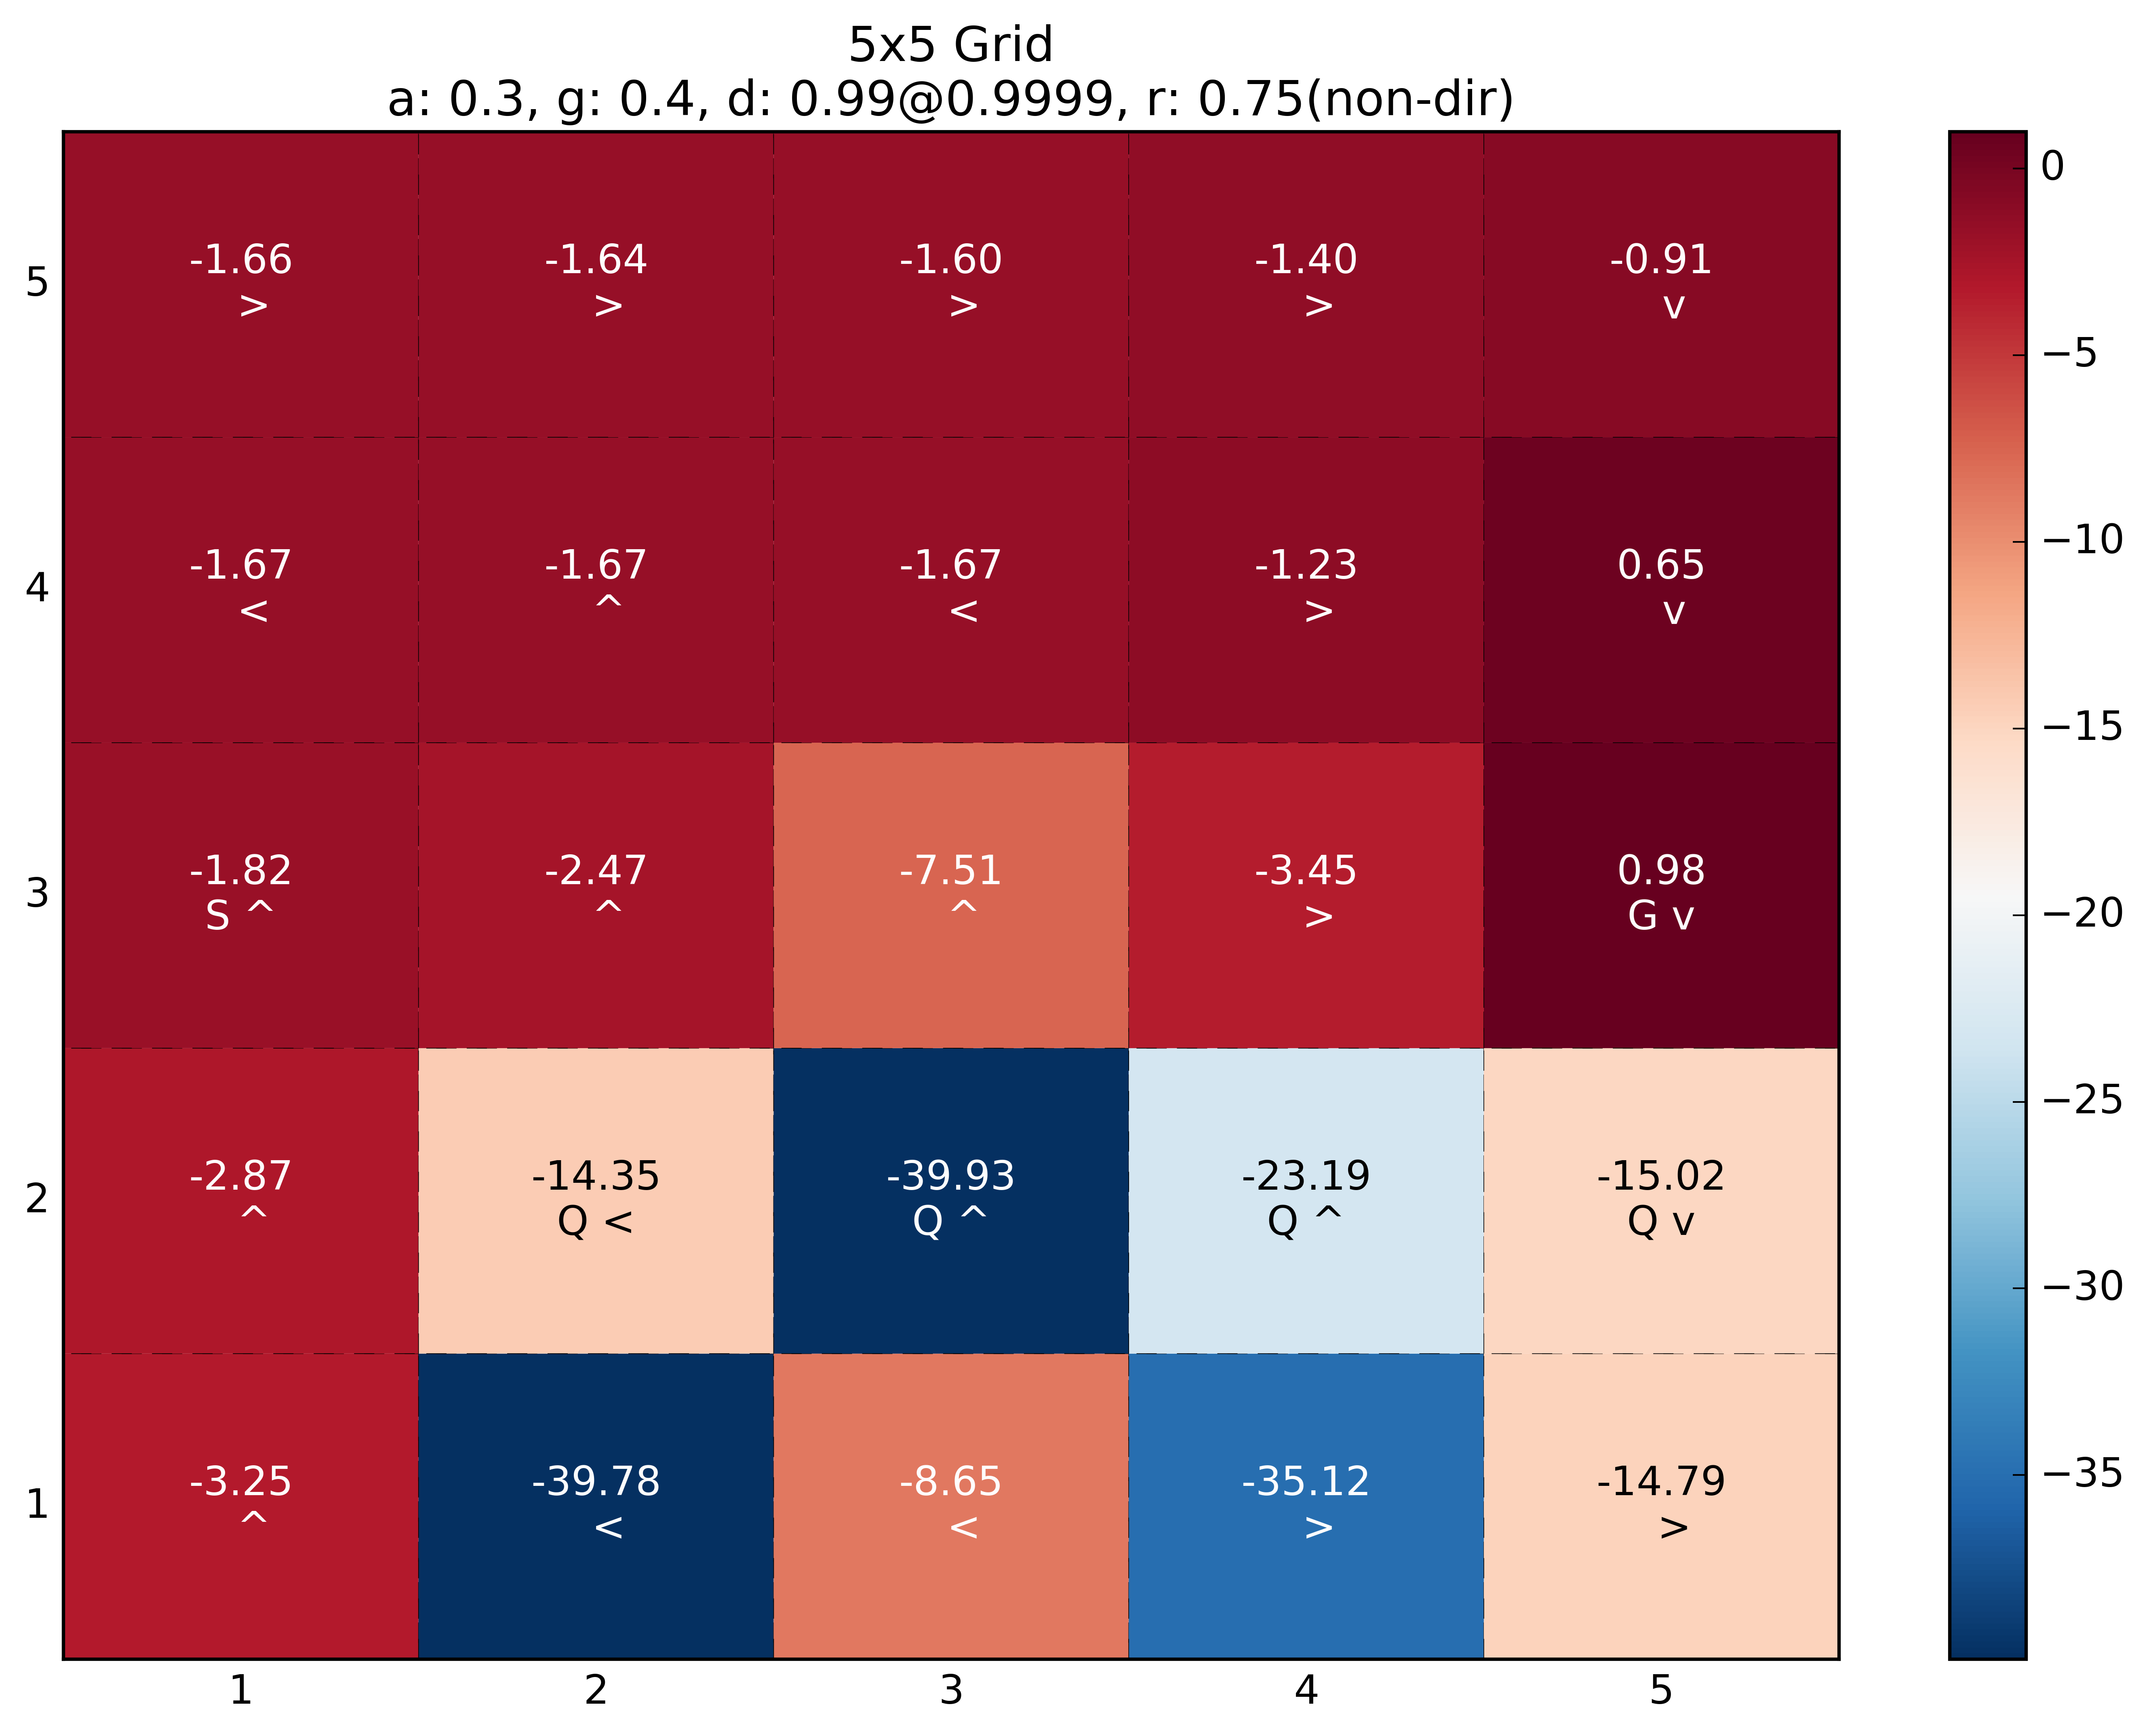 5x5 Grid
a: 0.3, g: 0.4, d: 0.99@0.9999, r: 0.75(non-dir)
5
-1.66 -1.64 -1.60 -1.40 -0.91
> > > > v
4
-1.67 -1.67 -1.67 -1.23 0.65
< ^ < > v
3
-1.82 -2.47 -7.51 -3.45 0.98
S ^ ^ ^ > G v
2
-2.87 -14.35 -39.93 -23.19 -15.02
^ Q < Q ^ Q ^ Q v
1
-3.25 -39.78 -8.65 -35.12 -14.79
^ < < > >
1 2 3 4 5
0
−5
−10
−15
−20
−25
−30
−35